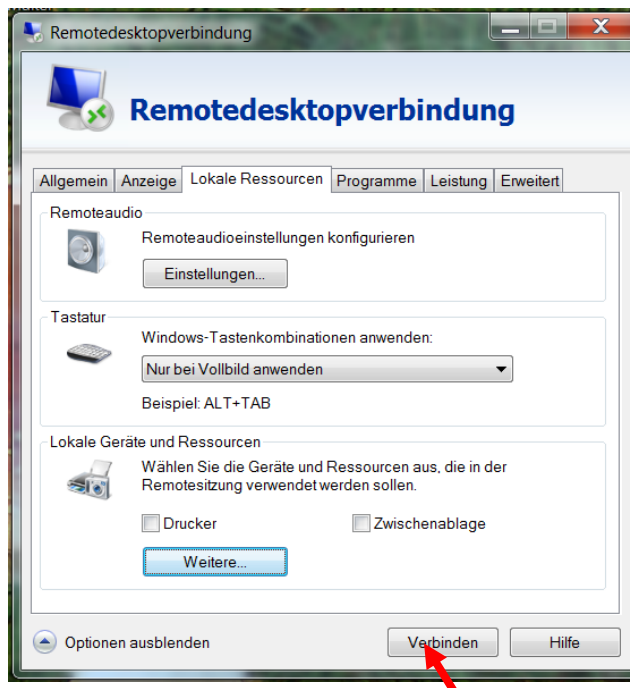 Remotedesktopverbindung
X
Remotedesktopverbindung
Allgemein Anzeige Lokale Ressourcen Programme Leistung Erweitert
Remoteaudio
Remoteaudioeinstellungen konfigurieren
Einstellungen...
Tastatur
Windows-Tastenkombinationen anwenden:
Nur bei Vollbild anwenden
Beispiel: ALT+TAB
Lokale Geräte und Ressourcen
Wählen Sie die Geräte und Ressourcen aus, die in der
Remotesitzung verwendet werden sollen.
Drucker Zwischenablage
Weitere...
Optionen ausblenden Verbinden Hilfe